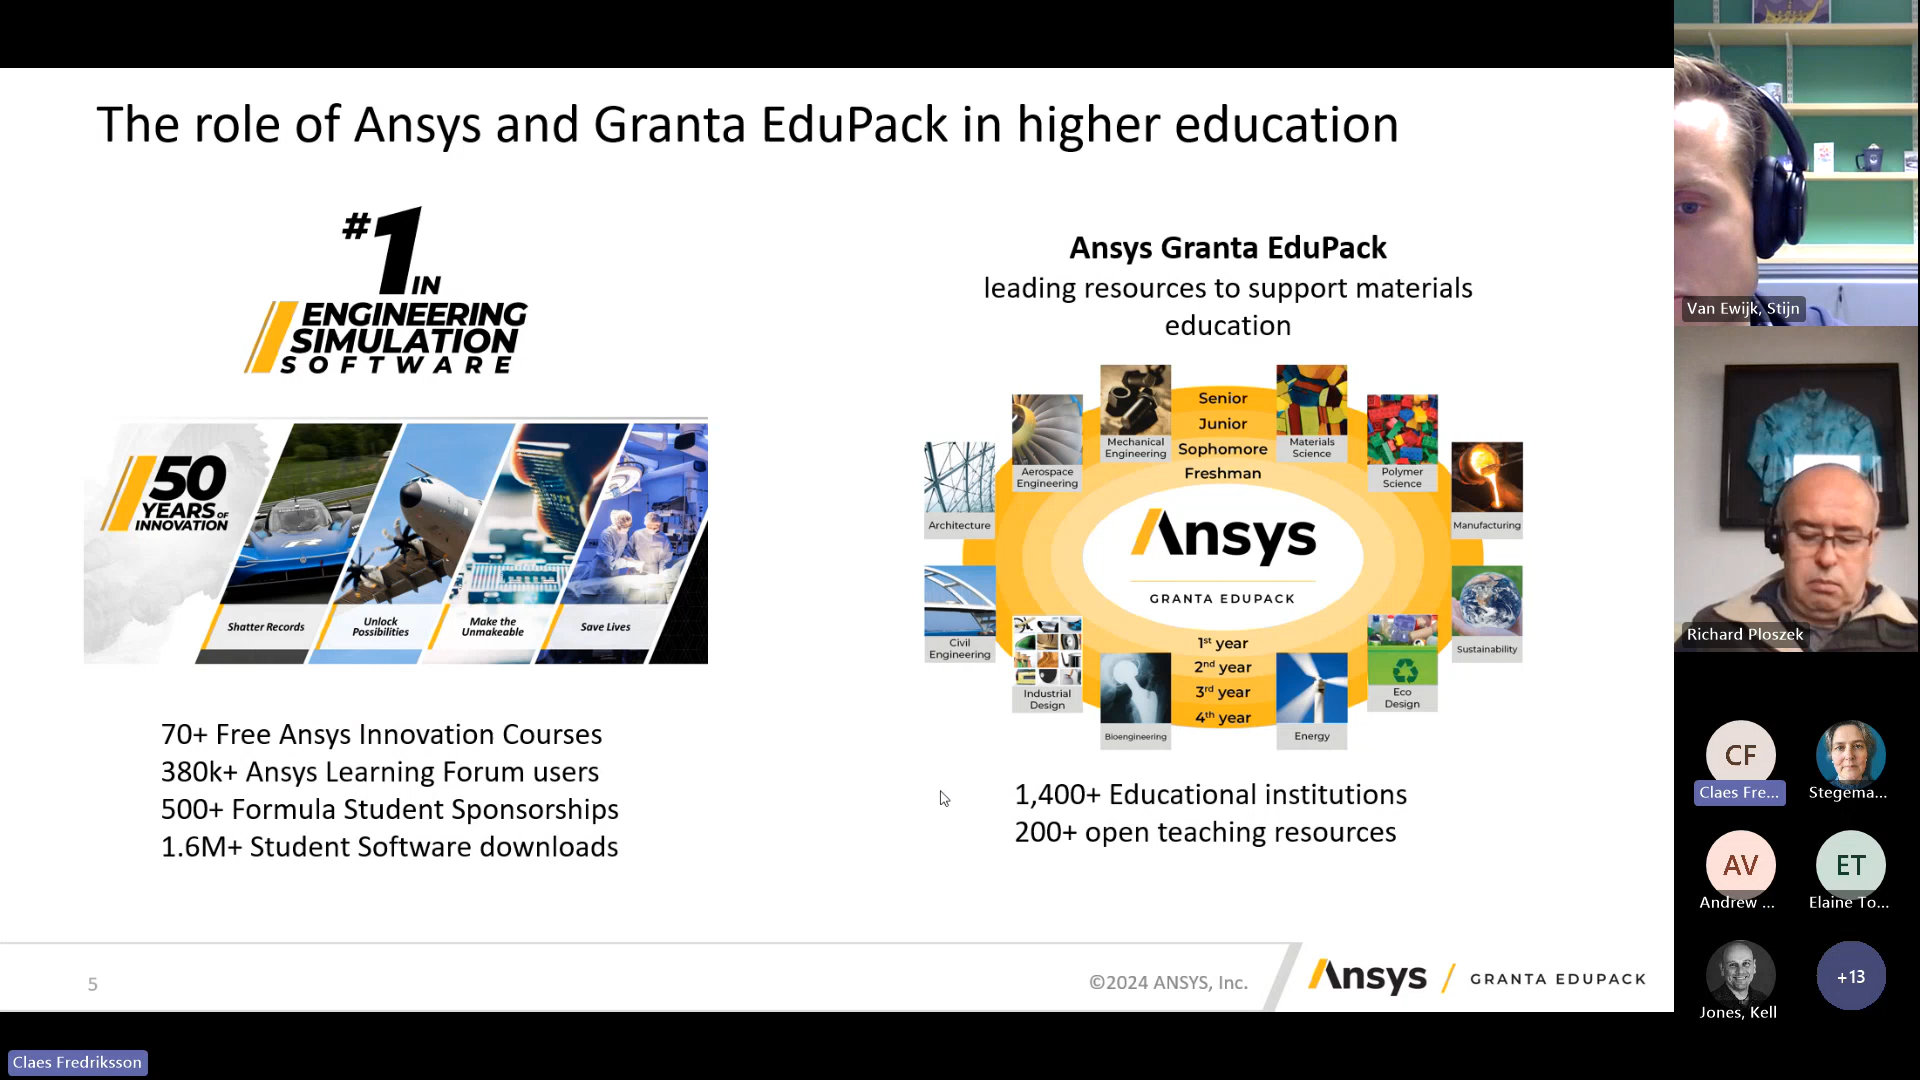 The role of Ansys and Granta EduPack in higher education
#1 IN
ENGINEERING
SIMULATION
SOFTWARE
50
YEARS OF
INNOVATION
Shatter Records
Unlock
Possibilities
Make the
Unmakeable
Save Lives
70+ Free Ansys Innovation Courses
380k+ Ansys Learning Forum users
500+ Formula Student Sponsorships
1.6M+ Student Software downloads
Ansys Granta EduPack
leading resources to support materials
education
Senior
Junior
Sophomore
Freshman
Architecture
Aerospace
Engineering
Mechanical
Engineering
Materials
Science
Polymer
Science
Manufacturing
Ansys
GRANTA EDUPACK
Civil
Engineering
Industrial
Design
Bioengineering
Energy
Eco
Design
Sustainability
1st year
2nd year
3rd year
4th year
1,400+ Educational institutions
200+ open teaching resources
5
©2024 ANSYS, Inc.
Ansys / GRANTA EDUPACK
Van Ewijk, Stijn
Richard Ploszek
CF
Claes Fre...
Stegema...
AV
Andrew ...
ET
Elaine To...
Jones, Kell
+13
Claes Fredriksson